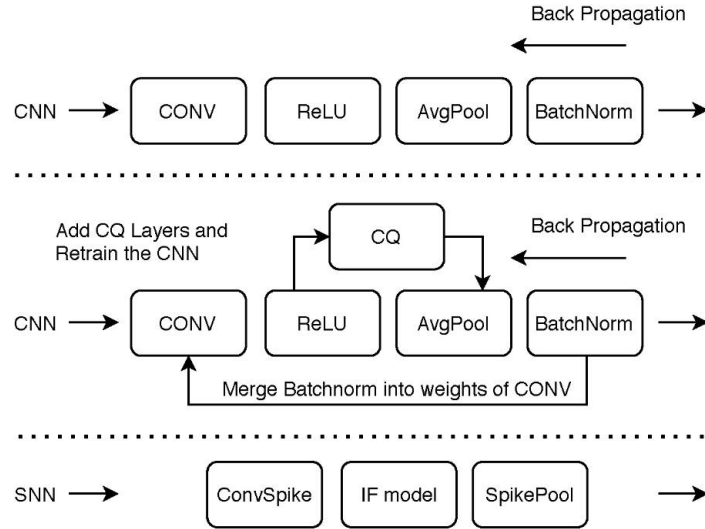 Back Propagation
CNN CONV ReLU AvgPool BatchNorm
Add CQ Layers and
Retrain the CNN
CQ
Back Propagation
CNN CONV ReLU AvgPool BatchNorm
Merge Batchnorm into weights of CONV
SNN ConvSpike IF model SpikePool